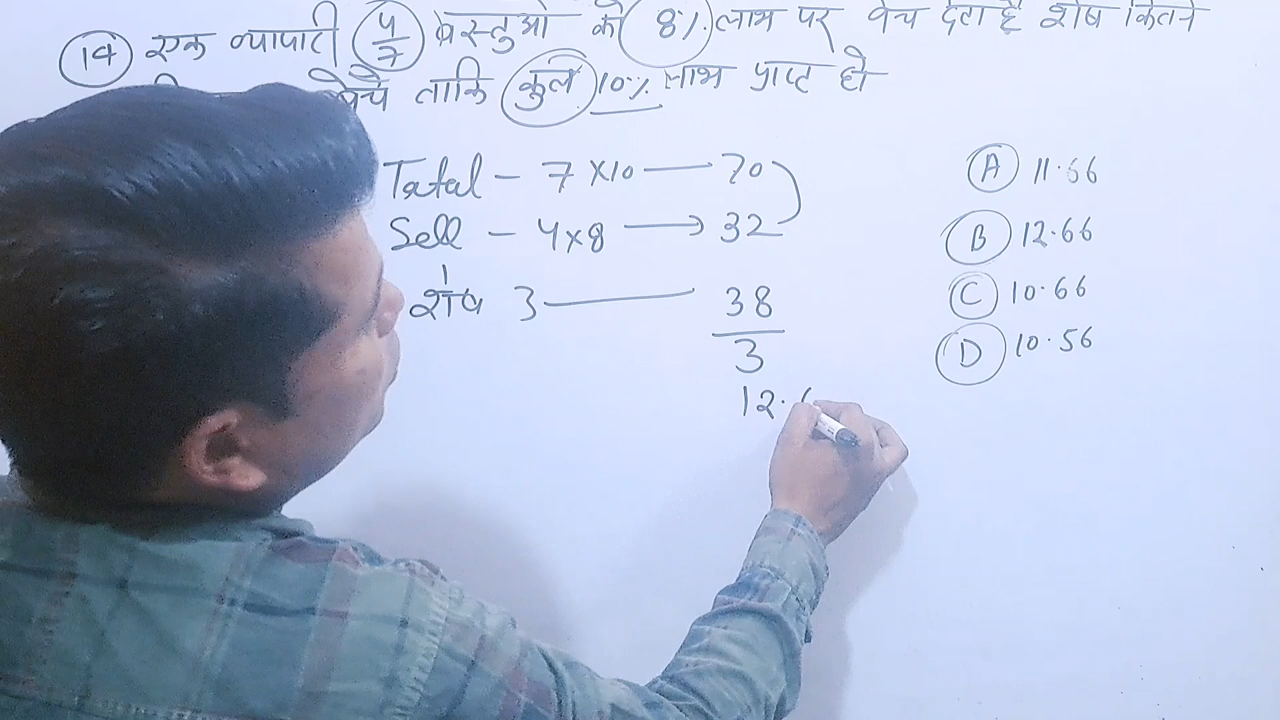 14 एक व्यापारी 4/7 वस्तुओ को 8% लाभ पर बेच देता है शेष कितने
बेचे ताकि कुल 10% लाभ प्राप्त हो
Total - 7 x10 — 70
Sell - 4x8 → 32
शेष 3 — 38
3
12.6
A 11.66
B 12.66
C 10.66
D 10.56